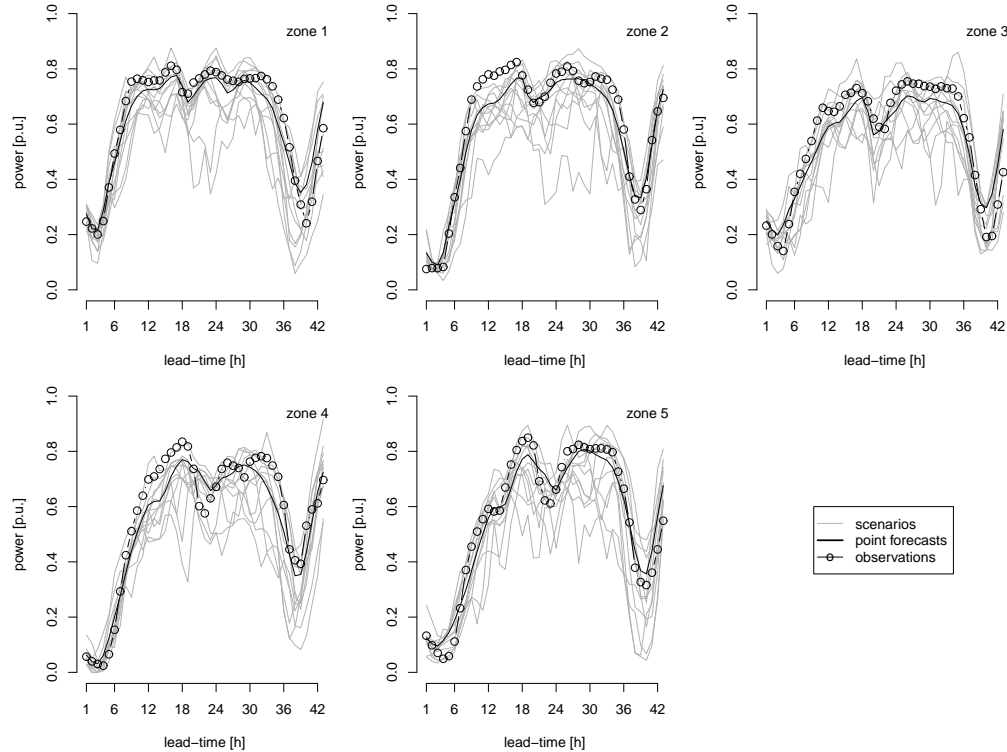 zone 1
power [p.u.]
0.0 0.2 0.4 0.6 0.8 1.0
1 6 12 18 24 30 36 42
lead−time [h]
zone 2
power [p.u.]
0.0 0.2 0.4 0.6 0.8 1.0
1 6 12 18 24 30 36 42
lead−time [h]
zone 3
power [p.u.]
0.0 0.2 0.4 0.6 0.8 1.0
1 6 12 18 24 30 36 42
lead−time [h]
zone 4
power [p.u.]
0.0 0.2 0.4 0.6 0.8 1.0
1 6 12 18 24 30 36 42
lead−time [h]
zone 5
power [p.u.]
0.0 0.2 0.4 0.6 0.8 1.0
1 6 12 18 24 30 36 42
lead−time [h]
scenarios
point forecasts
observations